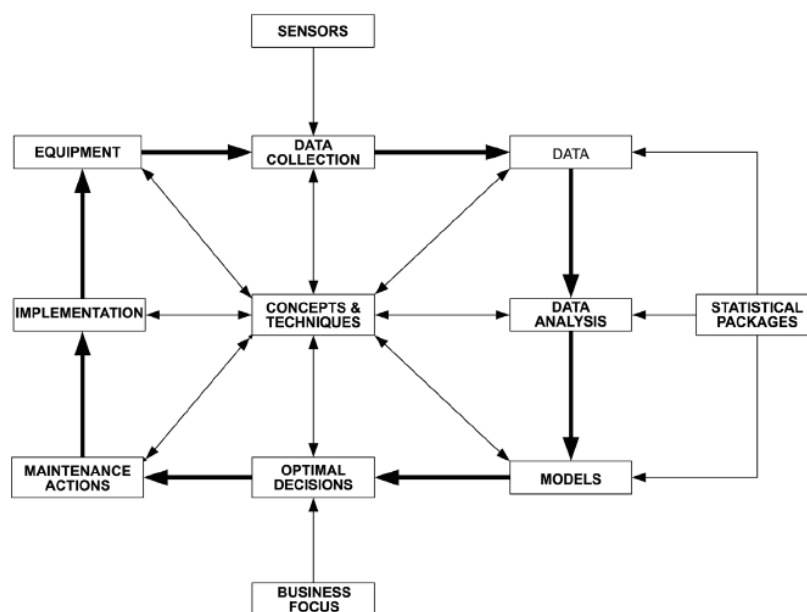 SENSORS
EQUIPMENT
DATA
COLLECTION
DATA
IMPLEMENTATION
CONCEPTS &
TECHNIQUES
DATA
ANALYSIS
STATISTICAL
PACKAGES
MAINTENANCE
ACTIONS
OPTIMAL
DECISIONS
MODELS
BUSINESS
FOCUS